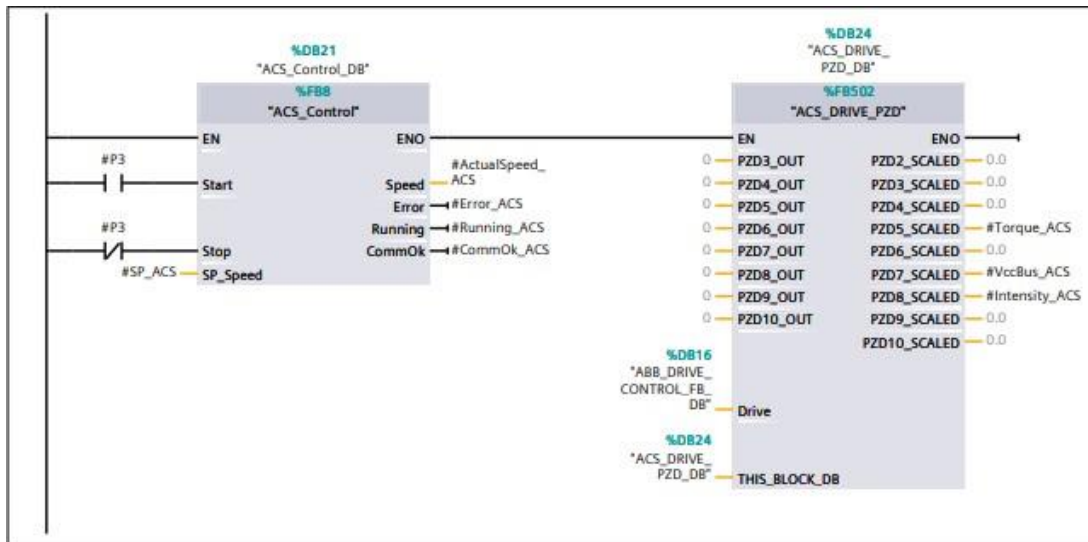 %DB21
"ACS_Control_DB"
%FB8
"ACS_Control"
EN
ENO
#P3
Start
Speed
#ActualSpeed_
ACS
Error
#Error_ACS
Running
#Running_ACS
#P3
Stop
CommOk
#CommOk_ACS
#SP_ACS
SP_Speed
%DB24
"ACS_DRIVE_
PZD_DB"
%FB502
"ACS_DRIVE_PZD"
EN
ENO
0
PZD3_OUT
PZD2_SCALED
0.0
0
PZD4_OUT
PZD3_SCALED
0.0
0
PZD5_OUT
PZD4_SCALED
0.0
0
PZD6_OUT
PZD5_SCALED
#Torque_ACS
0
PZD7_OUT
PZD6_SCALED
0.0
0
PZD8_OUT
PZD7_SCALED
#VccBus_ACS
0
PZD9_OUT
PZD8_SCALED
#Intensity_ACS
0
PZD10_OUT
PZD9_SCALED
0.0
PZD10_SCALED
0.0
%DB16
"ABB_DRIVE_
CONTROL_FB_
DB"
Drive
%DB24
"ACS_DRIVE_
PZD_DB"
THIS_BLOCK_DB